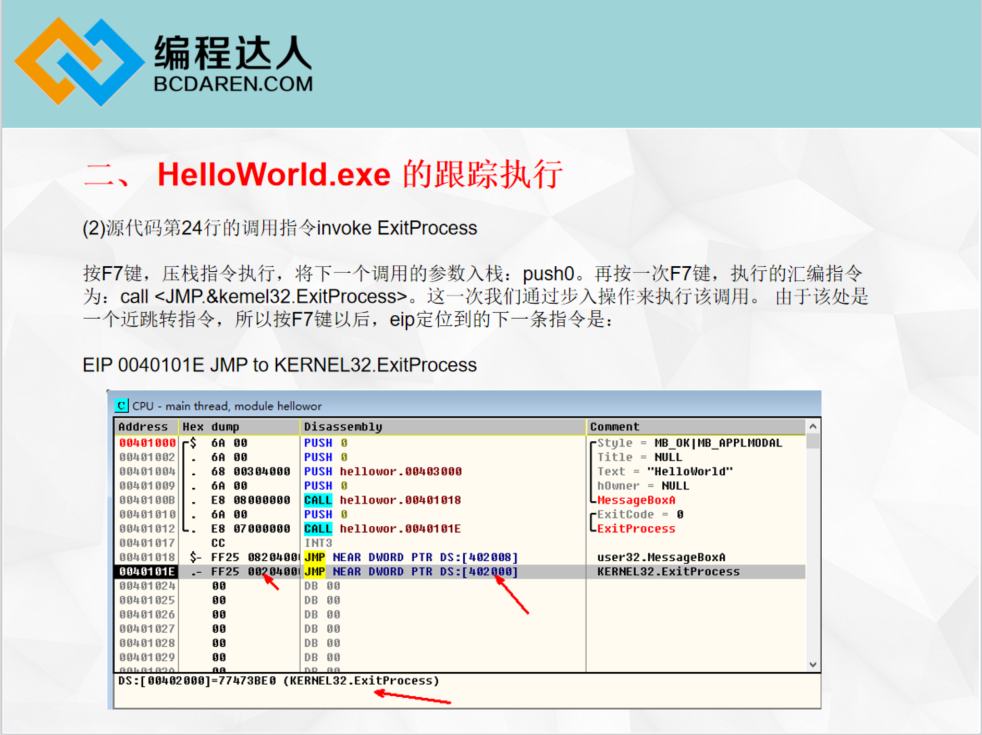 编程达人
BCDAREN.COM
二、 HelloWorld.exe 的跟踪执行
(2)源代码第24行的调用指令invoke ExitProcess
按F7键，压栈指令执行，将下一个调用的参数入栈：push0。再按一次F7键，执行的汇编指令
为：call <JMP.&kemel32.ExitProcess>。这一次我们通过步入操作来执行该调用。 由于该处是
一个近跳转指令，所以按F7键以后，eip定位到的下一条指令是：
EIP 0040101E JMP to KERNEL32.ExitProcess
C CPU - main thread, module hellowor
Address Hex dump Disassembly Comment
00401000 $ 6A 00 PUSH 0 Style = MB_OK|MB_APPLMODAL
00401002 . 6A 00 PUSH 0 Title = NULL
00401004 . 68 00304000 PUSH hellowor.00403000 Text = "HelloWorld"
00401009 . 6A 00 PUSH 0 hOwner = NULL
0040100B . E8 08000000 CALL hellowor.00401018 MessageBoxA
00401010 . 6A 00 PUSH 0 ExitCode = 0
00401012 . E8 07000000 CALL hellowor.0040101E ExitProcess
00401017 CC INT3
00401018 $- FF25 08204000 JMP NEAR DWORD PTR DS:[402008] user32.MessageBoxA
0040101E .- FF25 00204000 JMP NEAR DWORD PTR DS:[402000] KERNEL32.ExitProcess
00401024 00 DB 00
00401025 00 DB 00
00401026 00 DB 00
00401027 00 DB 00
00401028 00 DB 00
00401029 00 DB 00
0040102A 00 DB 00
DS:[00402000]=77473BE0 (KERNEL32.ExitProcess)